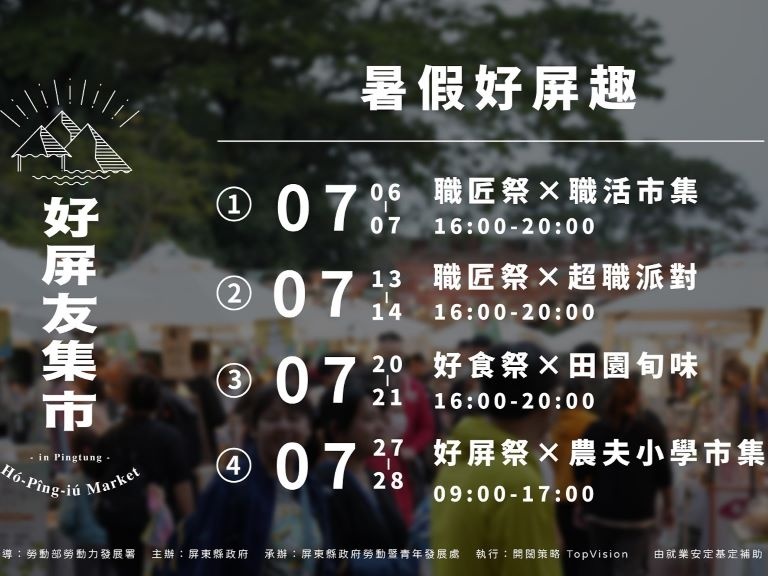 暑假好屏趣
好屏友集市
- in Pingtung -
Hó-Pîng-iú Market
① 07 06-07 職匠祭×職活市集
16:00-20:00
② 07 13-14 職匠祭×超職派對
16:00-20:00
③ 07 20-21 好食祭×田園旬味
16:00-20:00
④ 07 27-28 好屏祭×農夫小學市集
09:00-17:00
導：勞動部勞動力發展署 主辦：屏東縣政府 承辦：屏東縣政府勞動暨青年發展處 執行：開闊策略 TopVision 由就業安定基定補助